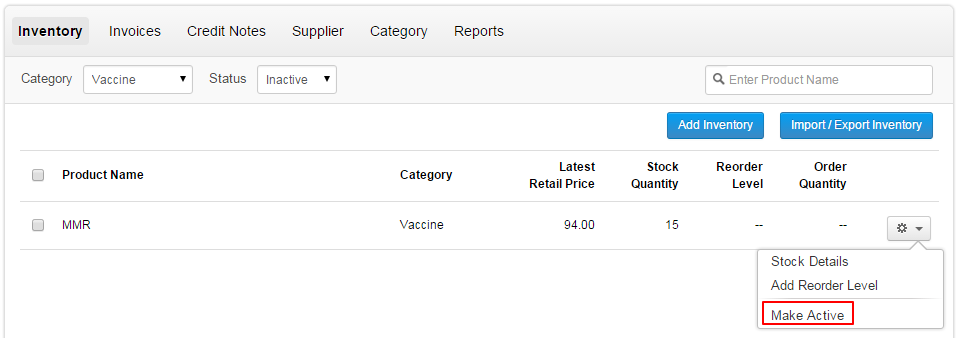 Inventory Invoices Credit Notes Supplier Category Reports
Category Vaccine Status Inactive Enter Product Name
Add Inventory Import / Export Inventory
Product Name Category Latest Retail Price Stock Quantity Reorder Level Order Quantity
MMR Vaccine 94.00 15 -- --
Stock Details
Add Reorder Level
Make Active